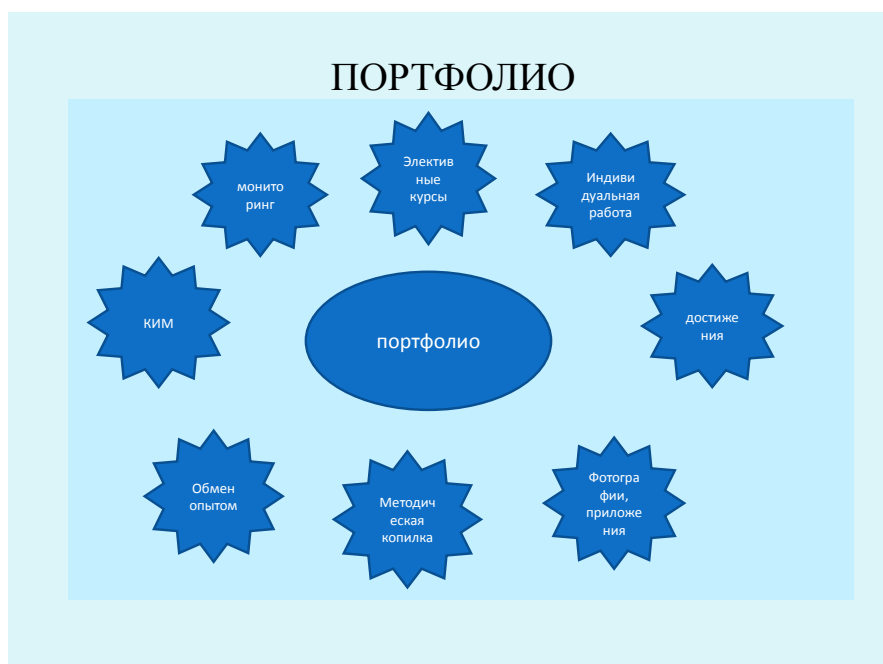 ПОРТФОЛИО
Электив
ные
курсы
монито
ринг
Индиви
дуальная
работа
КИМ
достиже
ния
портфолио
Обмен
опытом
Методич
еская
копилка
Фотогра
фии,
приложе
ния